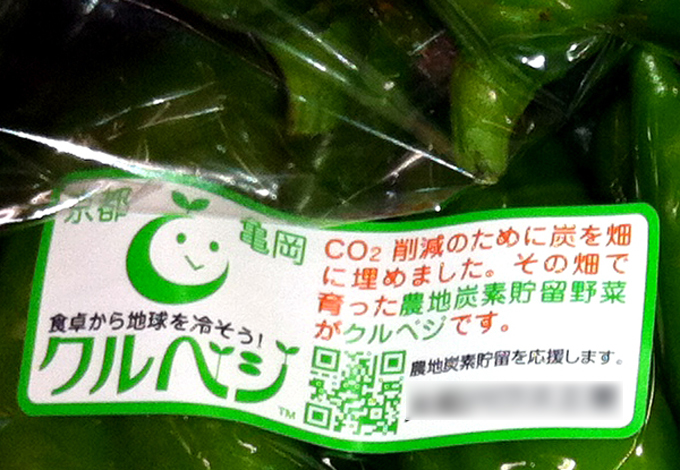 京都
亀岡
食卓から地球を冷そう!
クルベジ
TM
CO2 削減のために炭を畑
に埋めました。その畑で
育った農地炭素貯留野菜
がクルベジです。
農地炭素貯留を応援します。